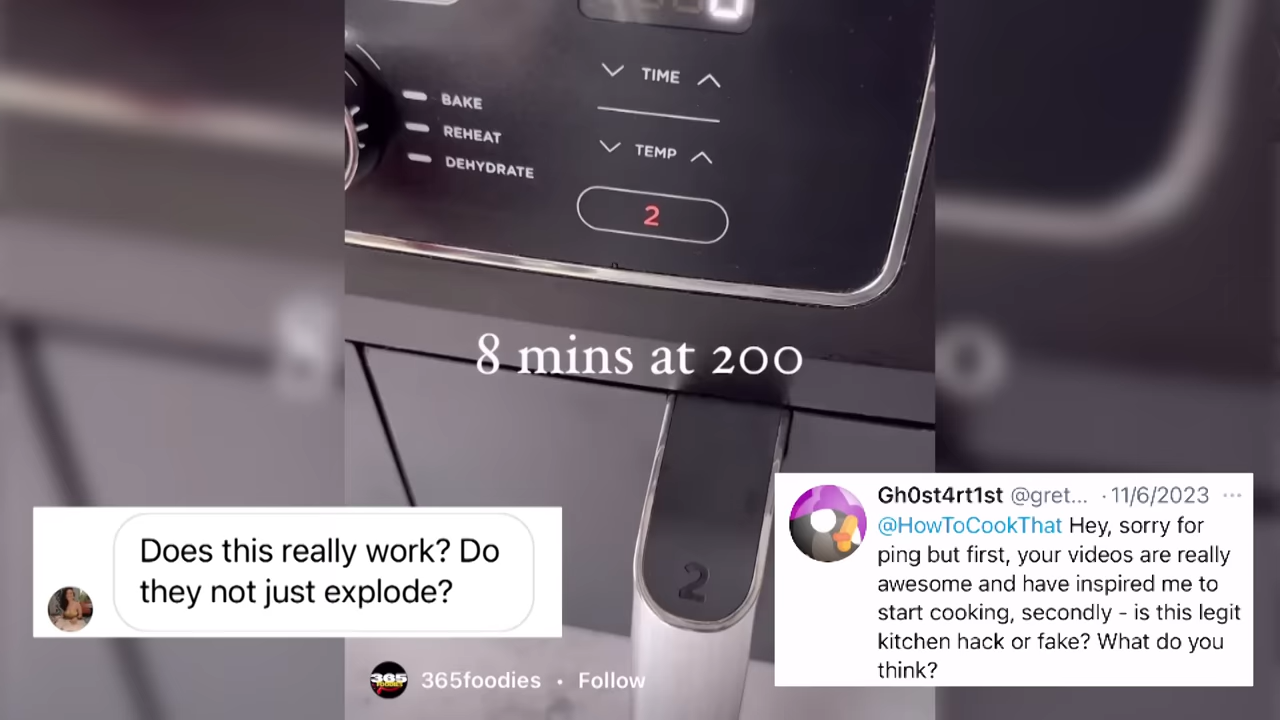 TIME
BAKE
REHEAT
DEHYDRATE
TEMP
2
8 mins at 200
2
Does this really work? Do
they not just explode?
365
FOODIES
365foodies • Follow
Gh0st4rt1st @gret... · 11/6/2023 ···
@HowToCookThat Hey, sorry for
ping but first, your videos are really
awesome and have inspired me to
start cooking, secondly - is this legit
kitchen hack or fake? What do you
think?